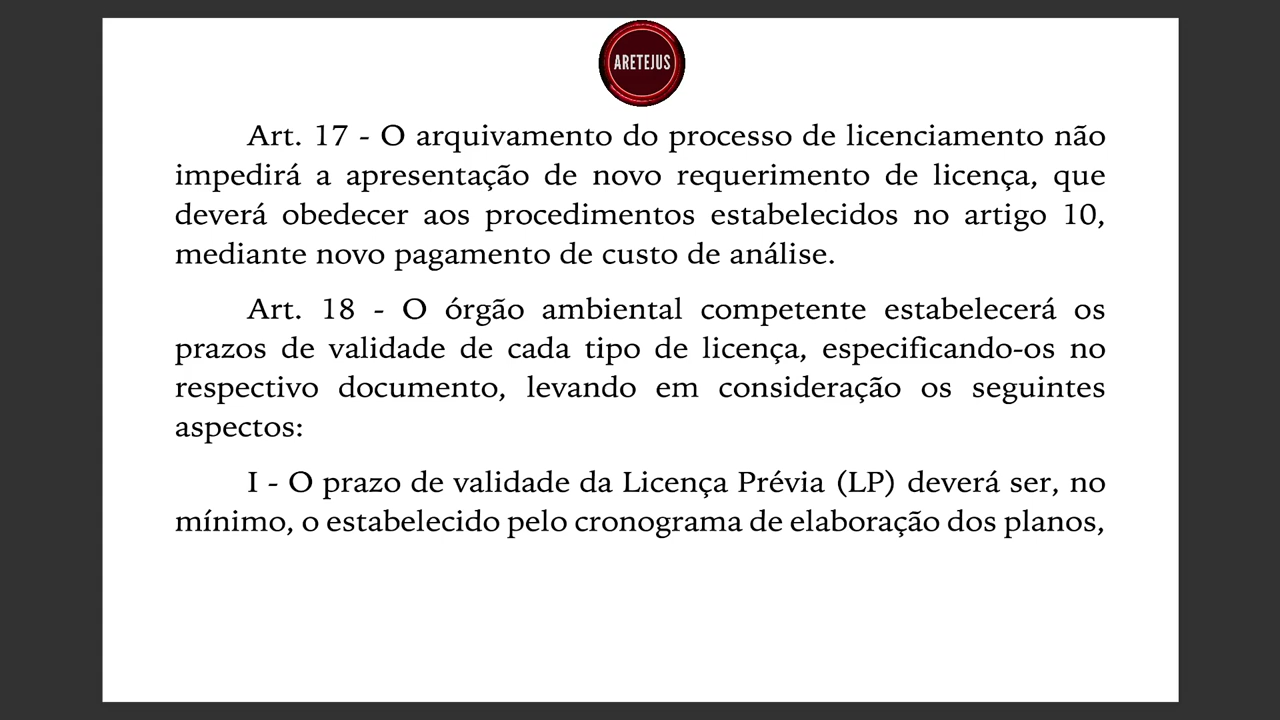 ARETEJUS
Art. 17 - O arquivamento do processo de licenciamento não
impedirá a apresentação de novo requerimento de licença, que
deverá obedecer aos procedimentos estabelecidos no artigo 10,
mediante novo pagamento de custo de análise.
Art. 18 - O órgão ambiental competente estabelecerá os
prazos de validade de cada tipo de licença, especificando-os no
respectivo documento, levando em consideração os seguintes
aspectos:
I - O prazo de validade da Licença Prévia (LP) deverá ser, no
mínimo, o estabelecido pelo cronograma de elaboração dos planos,